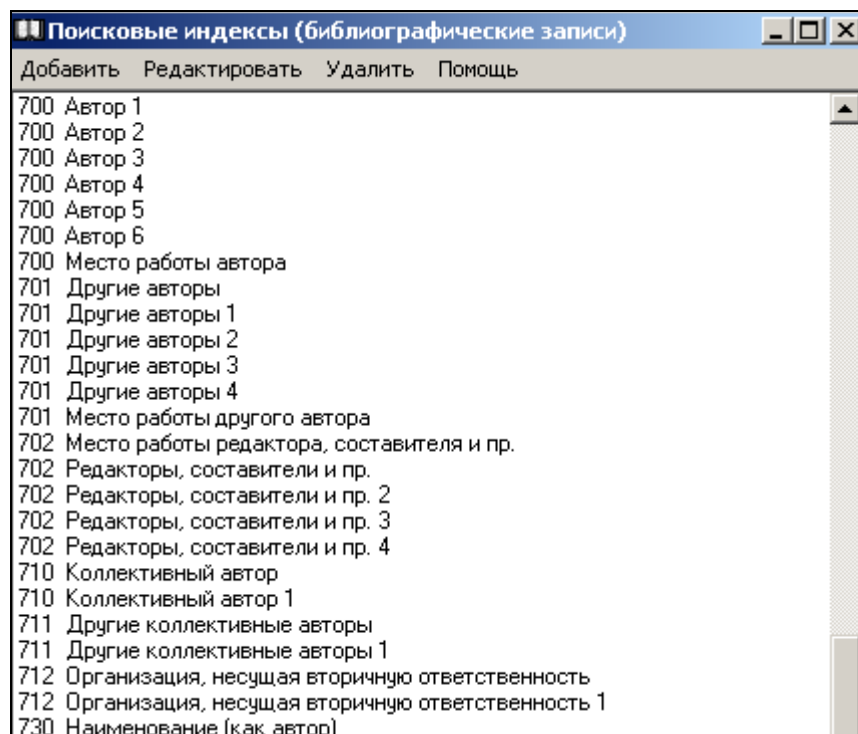 Поисковые индексы (библиографические записи)
Добавить Редактировать Удалить Помощь
700 Автор 1
700 Автор 2
700 Автор 3
700 Автор 4
700 Автор 5
700 Автор 6
700 Место работы автора
701 Другие авторы
701 Другие авторы 1
701 Другие авторы 2
701 Другие авторы 3
701 Другие авторы 4
701 Место работы другого автора
702 Место работы редактора, составителя и пр.
702 Редакторы, составители и пр.
702 Редакторы, составители и пр. 2
702 Редакторы, составители и пр. 3
702 Редакторы, составители и пр. 4
710 Коллективный автор
710 Коллективный автор 1
711 Другие коллективные авторы
711 Другие коллективные авторы 1
712 Организация, несущая вторичную ответственность
712 Организация, несущая вторичную ответственность 1
730 Наименование (как автор)